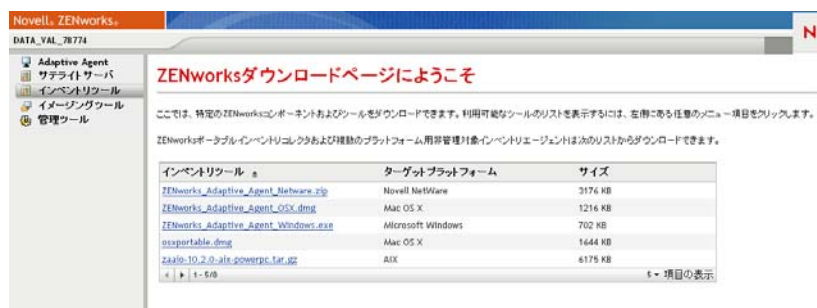 Novell® ZENworks®
N
DATA_VAL_78774
Adaptive Agent
サテライトサーバ
インベントリツール
イメージングツール
管理ツール
ZENworksダウンロードページにようこそ
ここでは、特定のZENworksコンポーネントおよびツールをダウンロードできます。利用可能なツールのリストを表示するには、左側にある任意のメニュー項目をクリックします。
ZENworksポータブルインベントリコレクタおよび複数のプラットフォーム用非管理対象インベントリエージェントは次のリストからダウンロードできます。
インベントリツール ターゲットプラットフォーム サイズ
ZENworks_Adaptive_Agent_Netware.zip Novell NetWare 3176 KB
ZENworks_Adaptive_Agent_OSX.dmg Mac OS X 1216 KB
ZENworks_Adaptive_Agent_Windows.exe Microsoft Windows 702 KB
osxportable.dmg Mac OS X 1644 KB
zaaio-10.2.0-aix-powerpc.tar.gz AIX 6175 KB
1 - 5/8 5 項目の表示